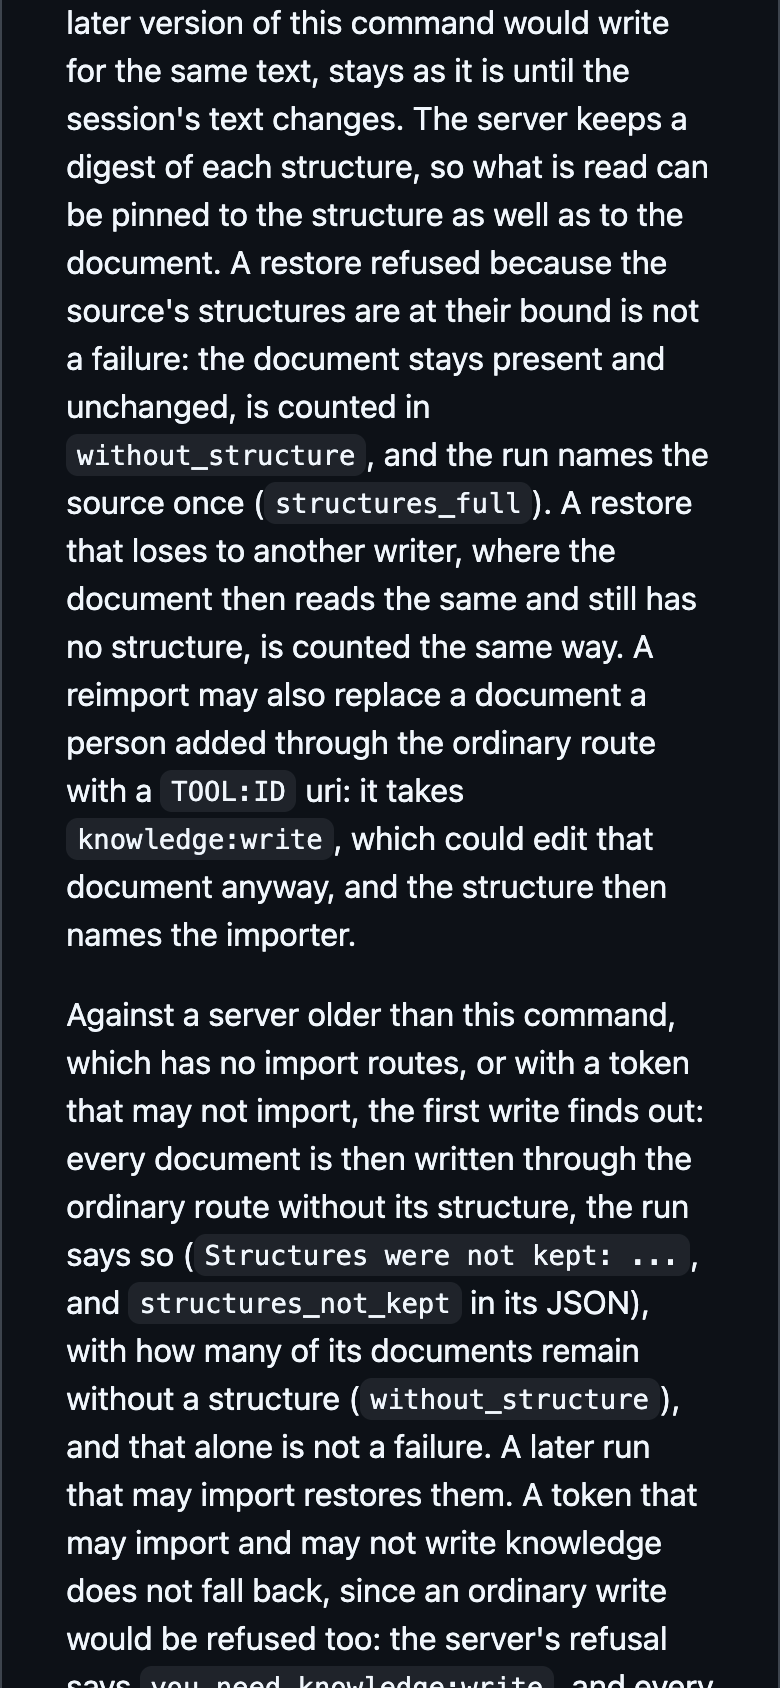 later version of this command would write
for the same text, stays as it is until the
session's text changes. The server keeps a
digest of each structure, so what is read can
be pinned to the structure as well as to the
document. A restore refused because the
source's structures are at their bound is not
a failure: the document stays present and
unchanged, is counted in
without_structure, and the run names the
source once (structures_full). A restore
that loses to another writer, where the
document then reads the same and still has
no structure, is counted the same way. A
reimport may also replace a document a
person added through the ordinary route
with a TOOL:ID uri: it takes
knowledge:write, which could edit that
document anyway, and the structure then
names the importer.
Against a server older than this command,
which has no import routes, or with a token
that may not import, the first write finds out:
every document is then written through the
ordinary route without its structure, the run
says so (Structures were not kept: ...,
and structures_not_kept in its JSON),
with how many of its documents remain
without a structure (without_structure),
and that alone is not a failure. A later run
that may import restores them. A token that
may import and may not write knowledge
does not fall back, since an ordinary write
would be refused too: the server's refusal
says you need knowledge:write, and every